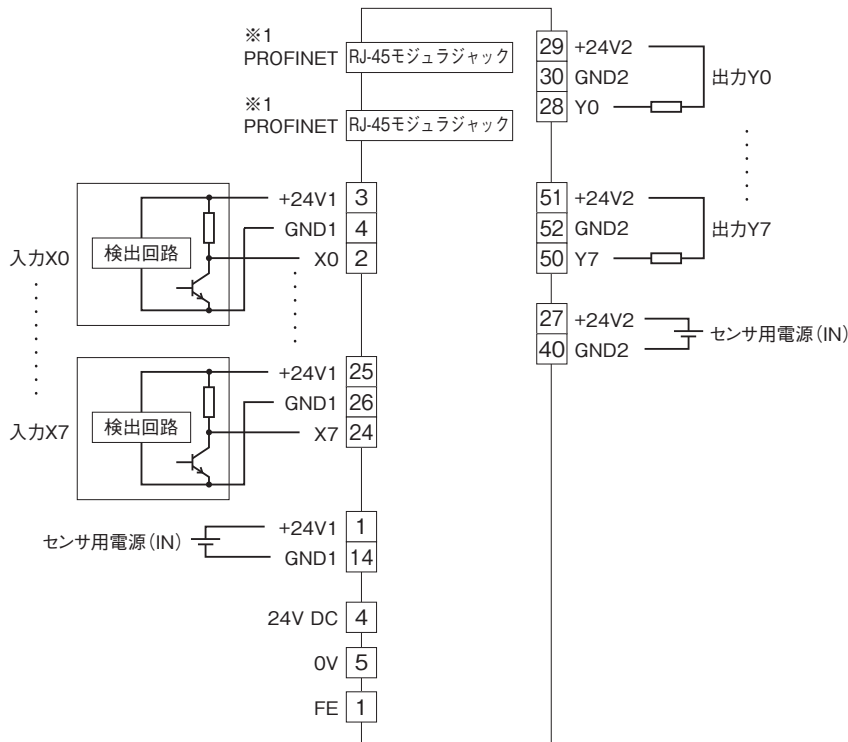 ※1
PROFINET RJ-45モジュラジャック
※1
PROFINET RJ-45モジュラジャック
入力X0
検出回路
+24V1 3
GND1 4
X0 2
入力X7
検出回路
+24V1 25
GND1 26
X7 24
センサ用電源(IN)
+24V1 1
GND1 14
24V DC 4
0V 5
FE 1
29 +24V2
30 GND2
28 Y0
出力Y0
51 +24V2
52 GND2
50 Y7
出力Y7
27 +24V2
40 GND2
センサ用電源(IN)